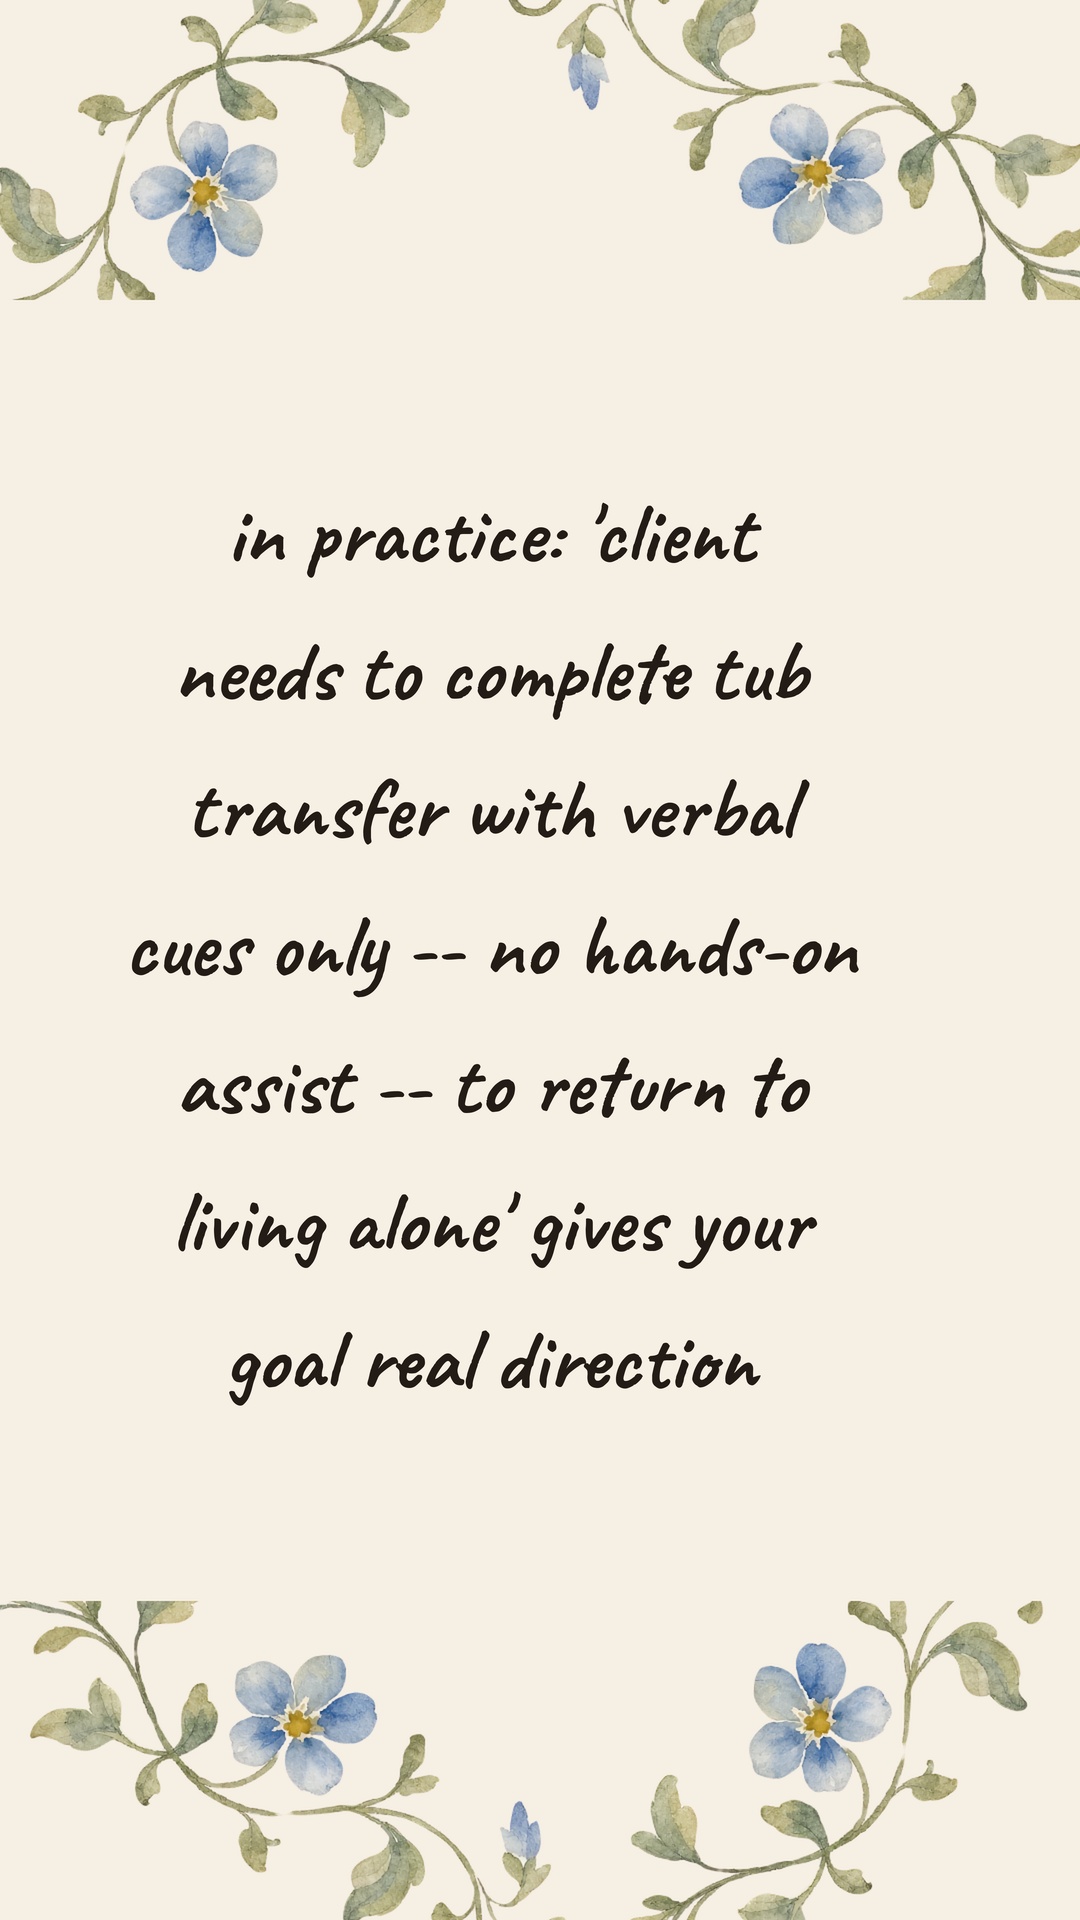 in practice: 'client
needs to complete tub
transfer with verbal
cues only -- no hands-on
assist -- to return to
living alone' gives your
goal real direction